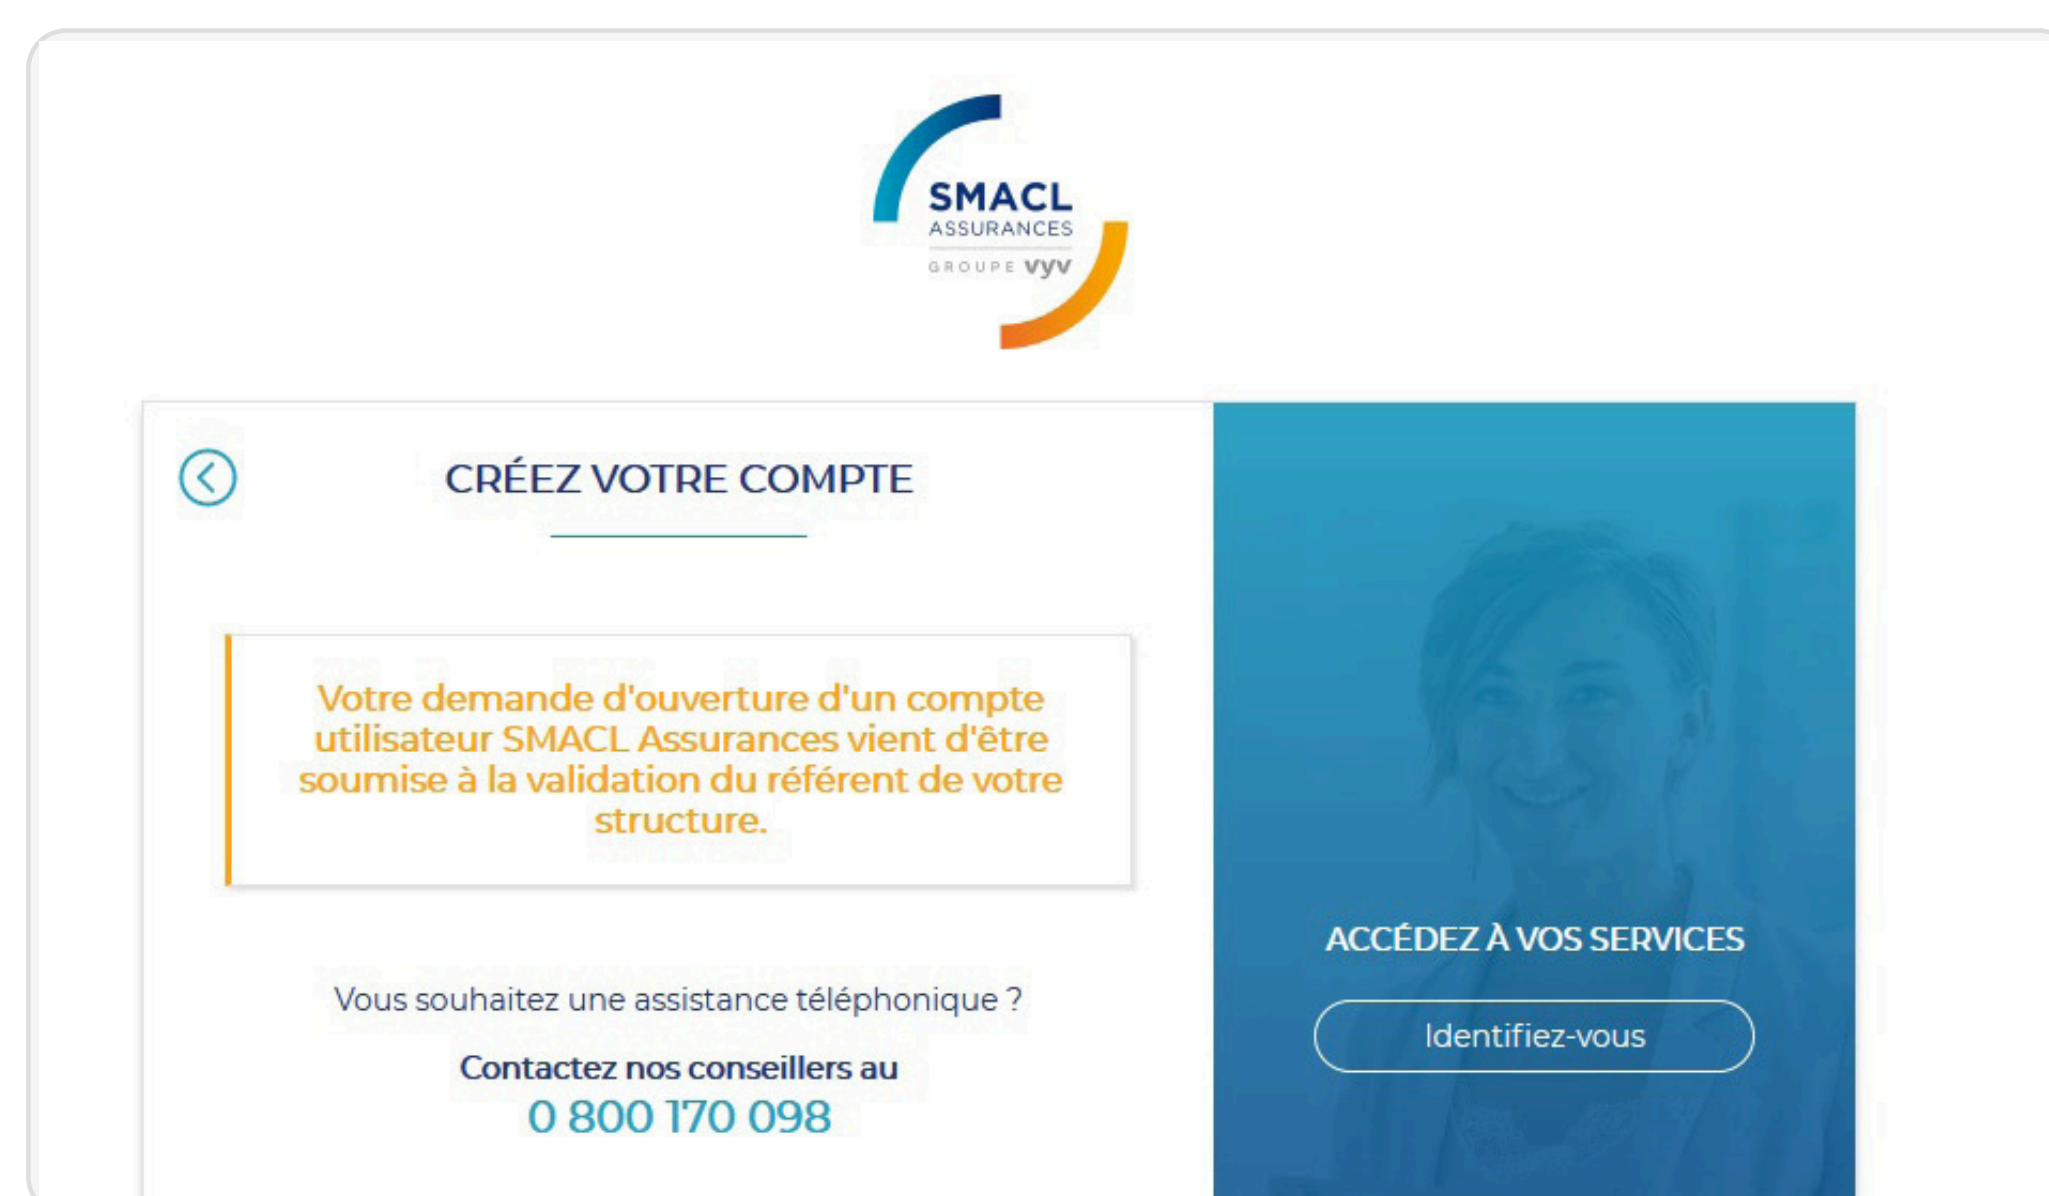 SMACL
ASSURANCES
GROUPE vyv
CRÉEZ VOTRE COMPTE
Votre demande d'ouverture d'un compte
utilisateur SMACL Assurances vient d'être
soumise à la validation du référent de votre
structure.
Vous souhaitez une assistance téléphonique ?
Contactez nos conseillers au
0 800 170 098
ACCÉDEZ À VOS SERVICES
Identifiez-vous